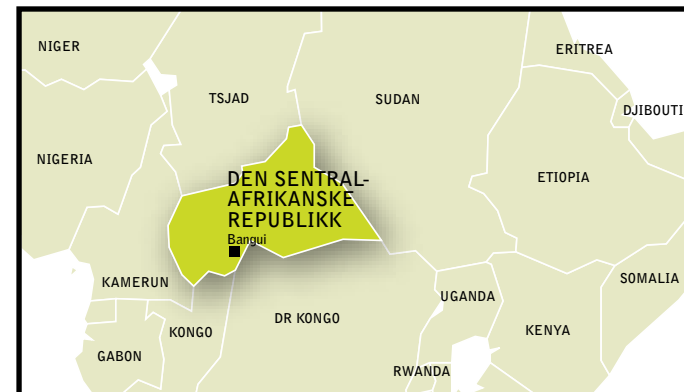 NIGER
ERITREA
TSJAD
SUDAN
DJIBOUTI
NIGERIA
ETIOPIA
DEN SENTRAL-
AFRIKANSKE
REPUBLIKK
Bangui
KAMERUN
SOMALIA
UGANDA
DR KONGO
KONGO
KENYA
GABON
RWANDA